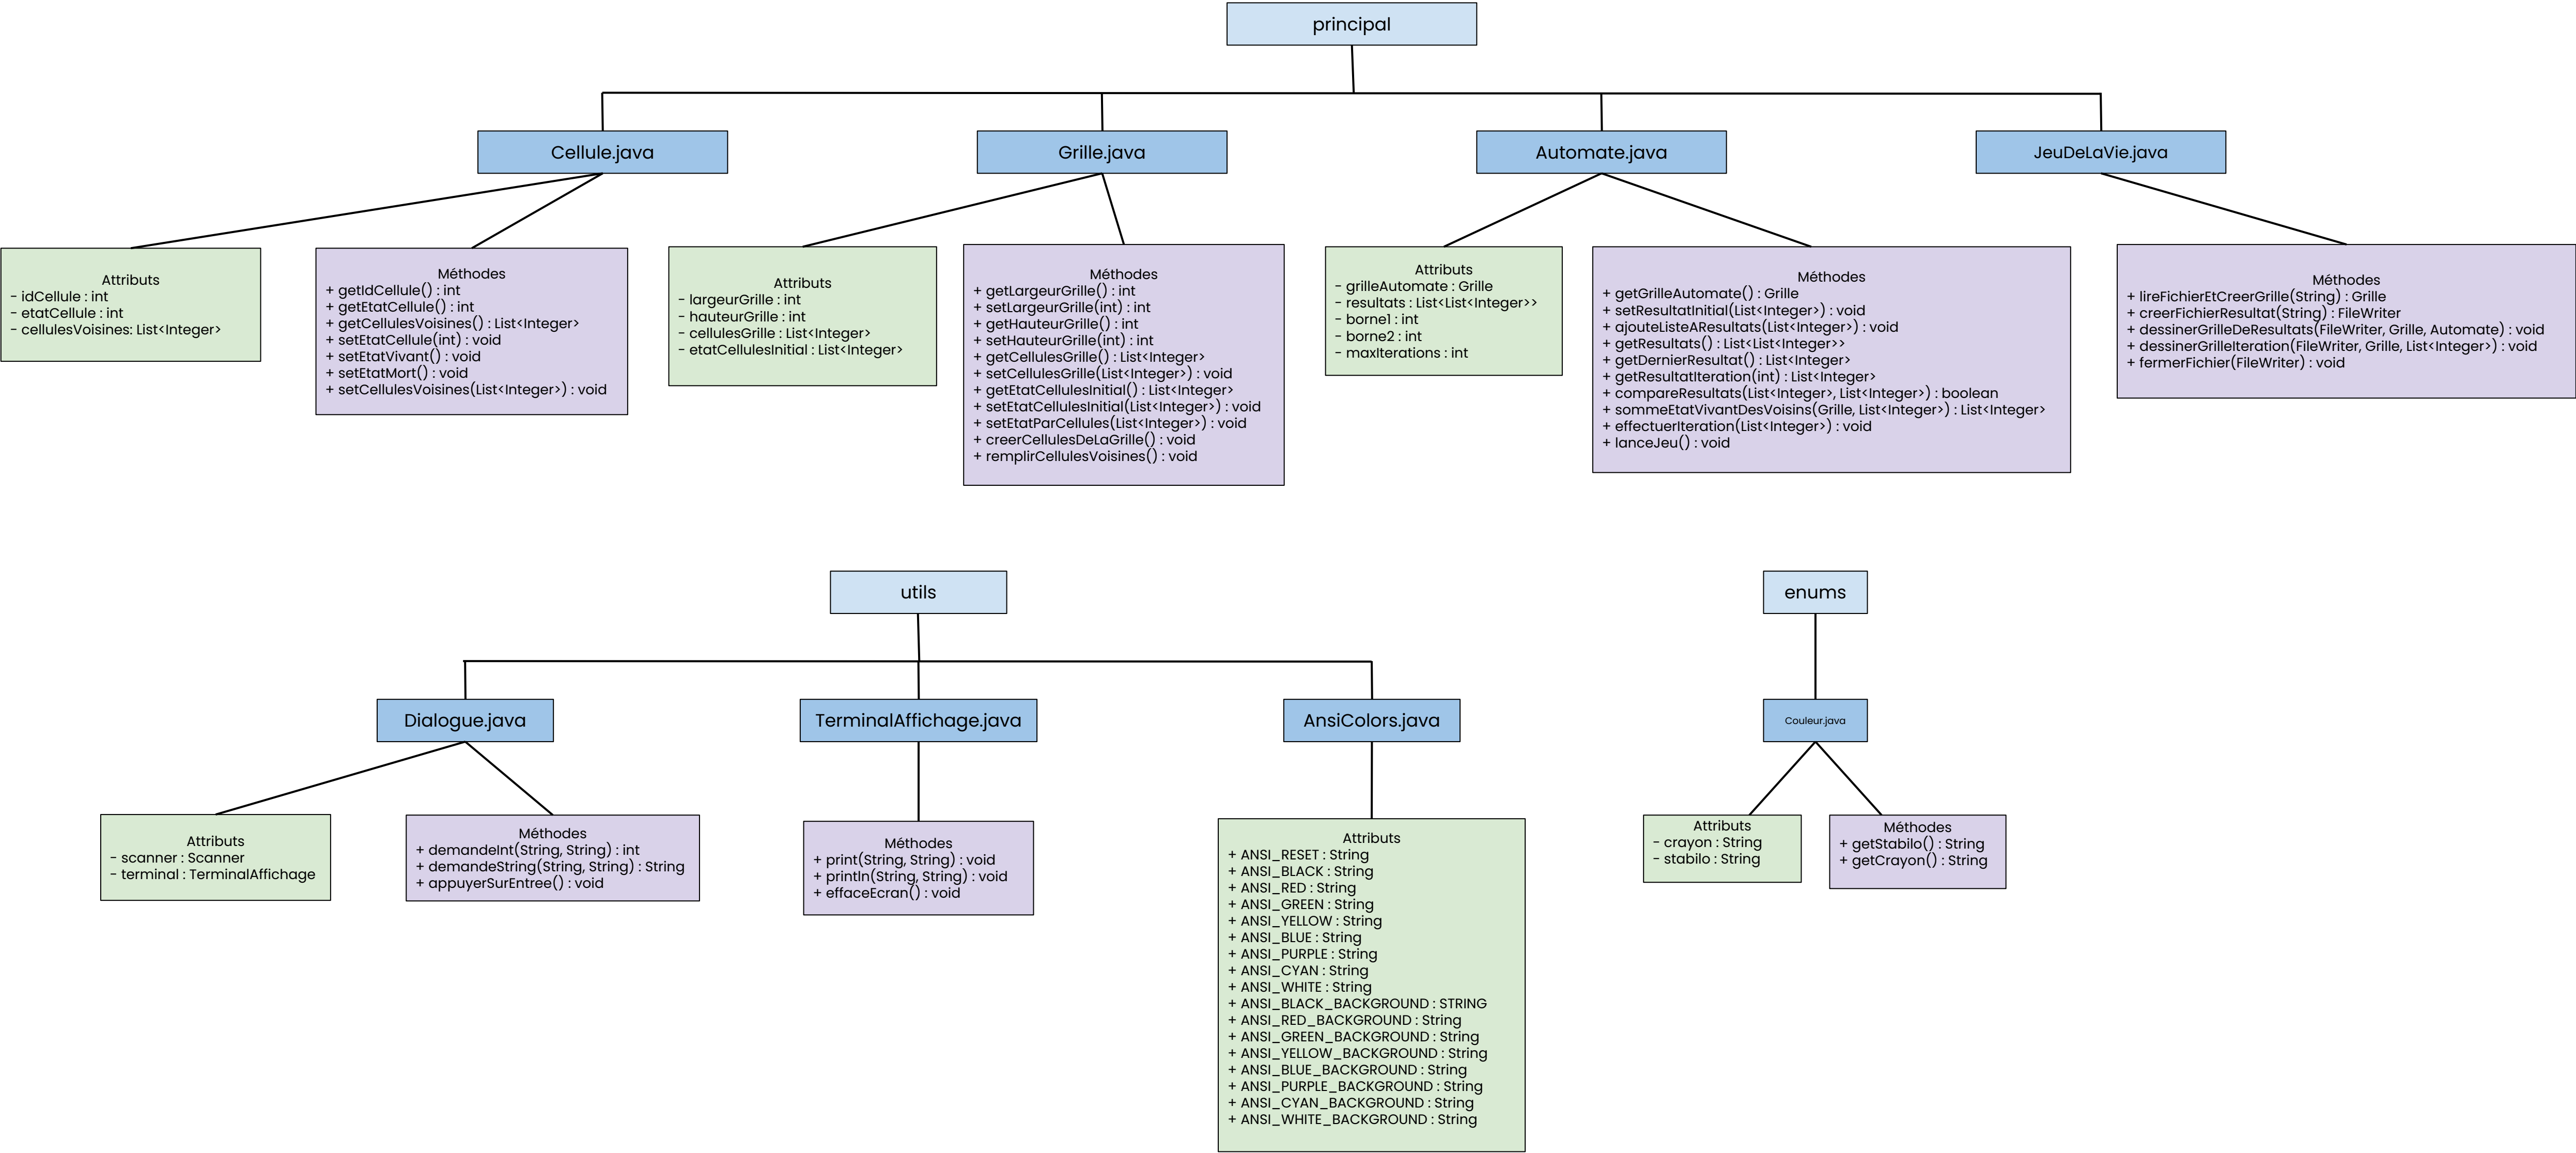 principal
Cellule.java
Grille.java
Automate.java
JeuDeLaVie.java
Attributs
- idCellule : int
- etatCellule : int
- cellulesVoisines: List<Integer>
Méthodes
+ getIdCellule() : int
+ getEtatCellule() : int
+ getCellulesVoisines() : List<Integer>
+ setEtatCellule(int) : void
+ setEtatVivant() : void
+ setEtatMort() : void
+ setCellulesVoisines(List<Integer>) : void
Attributs
- largeurGrille : int
- hauteurGrille : int
- cellulesGrille : List<Integer>
- etatCellulesInitial : List<Integer>
Méthodes
+ getLargeurGrille() : int
+ setLargeurGrille(int) : int
+ getHauteurGrille() : int
+ setHauteurGrille(int) : int
+ getCellulesGrille() : List<Integer>
+ setCellulesGrille(List<Integer>) : void
+ getEtatCellulesInitial() : List<Integer>
+ setEtatCellulesInitial(List<Integer>) : void
+ setEtatParCellules(List<Integer>) : void
+ creerCellulesDeLaGrille() : void
+ remplirCellulesVoisines() : void
Attributs
- grilleAutomate : Grille
- resultats : List<List<Integer>>
- borne1 : int
- borne2 : int
- maxIterations : int
Méthodes
+ getGrilleAutomate() : Grille
+ setResultatInitial(List<Integer>) : void
+ ajouteListeAResultats(List<Integer>) : void
+ getResultats() : List<List<Integer>>
+ getDernierResultat() : List<Integer>
+ getResultatIteration(int) : List<Integer>
+ compareResultats(List<Integer>, List<Integer>) : boolean
+ sommeEtatVivantDesVoisins(Grille, List<Integer>) : List<Integer>
+ effectuerIteration(List<Integer>) : void
+ lanceJeu() : void
Méthodes
+ lireFichierEtCreerGrille(String) : Grille
+ creerFichierResultat(String) : FileWriter
+ dessinerGrilleDeResultats(FileWriter, Grille, Automate) : void
+ dessinerGrilleIteration(FileWriter, Grille, List<Integer>) : void
+ fermerFichier(FileWriter) : void
utils
enums
Dialogue.java
TerminalAffichage.java
AnsiColors.java
Couleur.java
Attributs
- scanner : Scanner
- terminal : TerminalAffichage
Méthodes
+ demandeInt(String, String) : int
+ demandeString(String, String) : String
+ appuyerSurEntree() : void
Méthodes
+ print(String, String) : void
+ println(String, String) : void
+ effaceEcran() : void
Attributs
+ ANSI_RESET : String
+ ANSI_BLACK : String
+ ANSI_RED : String
+ ANSI_GREEN : String
+ ANSI_YELLOW : String
+ ANSI_BLUE : String
+ ANSI_PURPLE : String
+ ANSI_CYAN : String
+ ANSI_WHITE : String
+ ANSI_BLACK_BACKGROUND : STRING
+ ANSI_RED_BACKGROUND : String
+ ANSI_GREEN_BACKGROUND : String
+ ANSI_YELLOW_BACKGROUND : String
+ ANSI_BLUE_BACKGROUND : String
+ ANSI_PURPLE_BACKGROUND : String
+ ANSI_CYAN_BACKGROUND : String
+ ANSI_WHITE_BACKGROUND : String
Attributs
- crayon : String
- stabilo : String
Méthodes
+ getStabilo() : String
+ getCrayon() : String